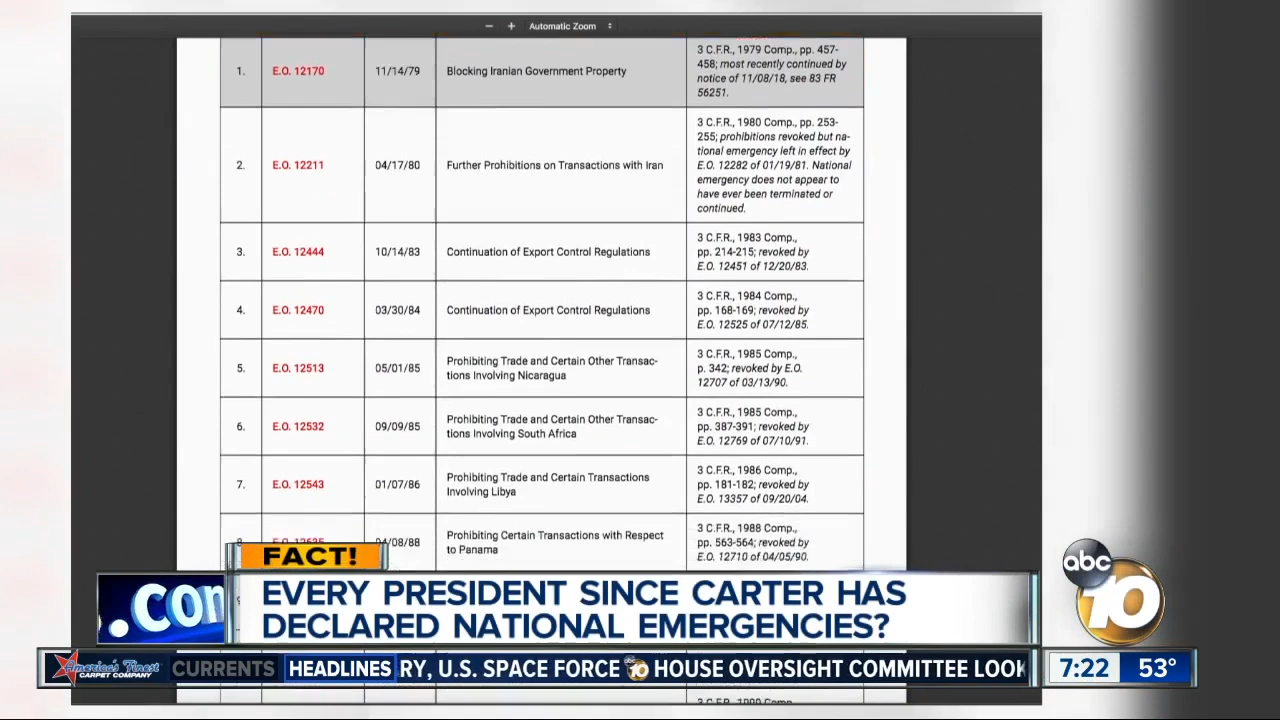 − + Automatic Zoom
1. E.O. 12170 11/14/79 Blocking Iranian Government Property
3 C.F.R., 1979 Comp., pp. 457-
458; most recently continued by
notice of 11/08/18, see 83 FR
56251.
2. E.O. 12211 04/17/80 Further Prohibitions on Transactions with Iran
3 C.F.R., 1980 Comp., pp. 253-
255; prohibitions revoked but na-
tional emergency left in effect by
E.O. 12282 of 01/19/81. National
emergency does not appear to
have ever been terminated or
continued.
3. E.O. 12444 10/14/83 Continuation of Export Control Regulations
3 C.F.R., 1983 Comp.,
pp. 214-215; revoked by
E.O. 12451 of 12/20/83.
4. E.O. 12470 03/30/84 Continuation of Export Control Regulations
3 C.F.R., 1984 Comp.,
pp. 168-169; revoked by
E.O. 12525 of 07/12/85.
5. E.O. 12513 05/01/85
Prohibiting Trade and Certain Other Transac-
tions Involving Nicaragua
3 C.F.R., 1985 Comp.,
p. 342; revoked by E.O.
12707 of 03/13/90.
6. E.O. 12532 09/09/85
Prohibiting Trade and Certain Other Transac-
tions Involving South Africa
3 C.F.R., 1985 Comp.,
pp. 387-391; revoked by
E.O. 12769 of 07/10/91.
7. E.O. 12543 01/07/86
Prohibiting Trade and Certain Transactions
Involving Libya
3 C.F.R., 1986 Comp.,
pp. 181-182; revoked by
E.O. 13357 of 09/20/04.
8. E.O. 12635 04/08/88
Prohibiting Certain Transactions with Respect
to Panama
3 C.F.R., 1988 Comp.,
pp. 563-564; revoked by
E.O. 12710 of 04/05/90.
FACT!
.com
EVERY PRESIDENT SINCE CARTER HAS
DECLARED NATIONAL EMERGENCIES?
abc
10
America's Finest
CARPET COMPANY
CURRENTS HEADLINES RY, U.S. SPACE FORCE abc 10 HOUSE OVERSIGHT COMMITTEE LOOK
7:22 53°